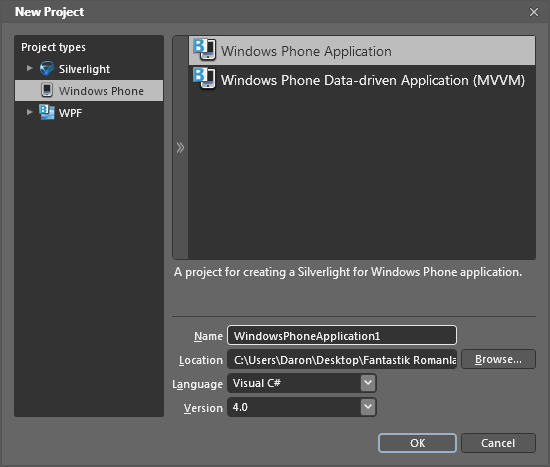 New Project
Project types
Silverlight
Windows Phone
WPF
Windows Phone Application
Windows Phone Data-driven Application (MVVM)
A project for creating a Silverlight for Windows Phone application.
Name WindowsPhoneApplication1
Location C:\Users\Daron\Desktop\Fantastik Romanla Browse...
Language Visual C#
Version 4.0
OK Cancel